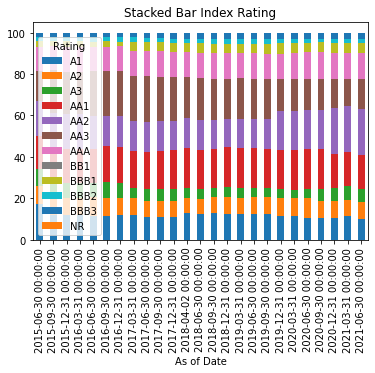 Stacked Bar Index Rating
100
80
60
40
20
0
Rating
A1
A2
A3
AA1
AA2
AA3
AAA
BB1
BBB1
BBB2
BBB3
NR
2015-06-30 00:00:00
2015-09-30 00:00:00
2015-12-31 00:00:00
2016-03-31 00:00:00
2016-06-30 00:00:00
2016-09-30 00:00:00
2016-12-31 00:00:00
2017-03-31 00:00:00
2017-06-30 00:00:00
2017-09-30 00:00:00
2017-12-31 00:00:00
2018-04-02 00:00:00
2018-06-30 00:00:00
2018-09-30 00:00:00
2018-12-31 00:00:00
2019-03-31 00:00:00
2019-06-30 00:00:00
2019-09-30 00:00:00
2019-12-31 00:00:00
2020-03-31 00:00:00
2020-06-30 00:00:00
2020-09-30 00:00:00
2020-12-31 00:00:00
2021-03-31 00:00:00
2021-06-30 00:00:00
As of Date